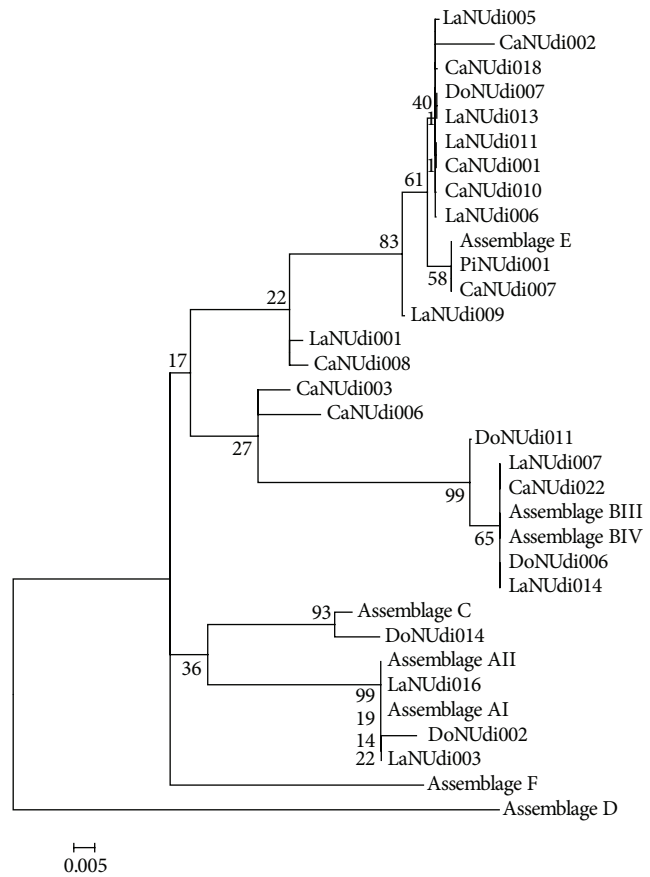 LaNUdi005
CaNUdi002
CaNUdi018
DoNUdi007
40
LaNUdi013
1
LaNUdi011
CaNUdi001
1
CaNUdi010
61
LaNUdi006
Assemblage E
83
PiNUdi001
58
CaNUdi007
22
LaNUdi009
LaNUdi001
17
CaNUdi008
CaNUdi003
CaNUdi006
27
DoNUdi011
LaNUdi007
CaNUdi022
99
Assemblage BIII
Assemblage BIV
65
DoNUdi006
LaNUdi014
93
Assemblage C
DoNUdi014
36
Assemblage AII
LaNUdi016
99
Assemblage AI
19
DoNUdi002
14
LaNUdi003
22
Assemblage F
Assemblage D
0.005